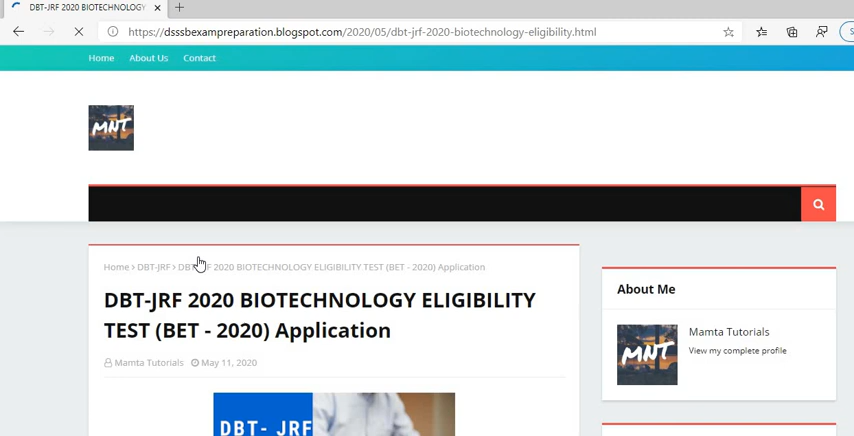 DBT-JRF 2020 BIOTECHNOLOGY
https://dsssbexampreparation.blogspot.com/2020/05/dbt-jrf-2020-biotechnology-eligibility.html
Home About Us Contact
MNT
Home > DBT-JRF > DBT-JRF 2020 BIOTECHNOLOGY ELIGIBILITY TEST (BET - 2020) Application
DBT-JRF 2020 BIOTECHNOLOGY ELIGIBILITY
TEST (BET - 2020) Application
Mamta Tutorials May 11, 2020
DBT- JRF
About Me
MNT
Mamta Tutorials
View my complete profile